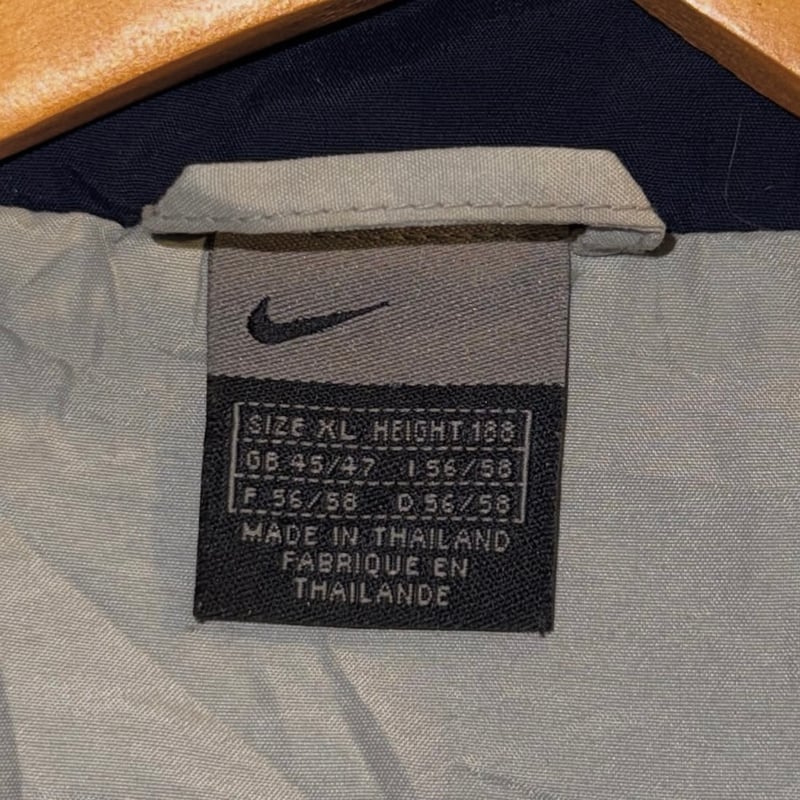 SIZE XL HEIGHT 188
GB 45/47 I 56/58
F 56/58 D 56/58
MADE IN THAILAND
FABRIQUE EN
THAILANDE